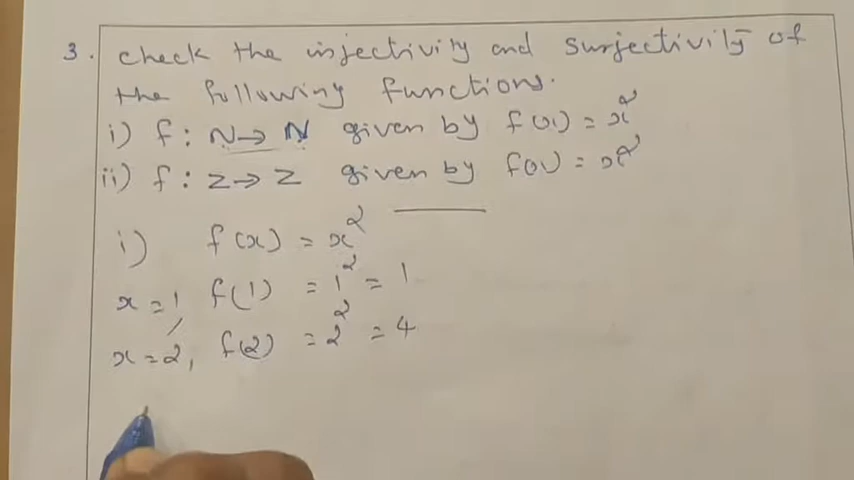 3. check the injectivity and surjectivity of
the following functions.
i) f : N → N given by f(x) = x²
ii) f : Z → Z given by f(x) = x²
i) f(x) = x²
x = 1, f(1) = 1² = 1
x = 2, f(2) = 2² = 4